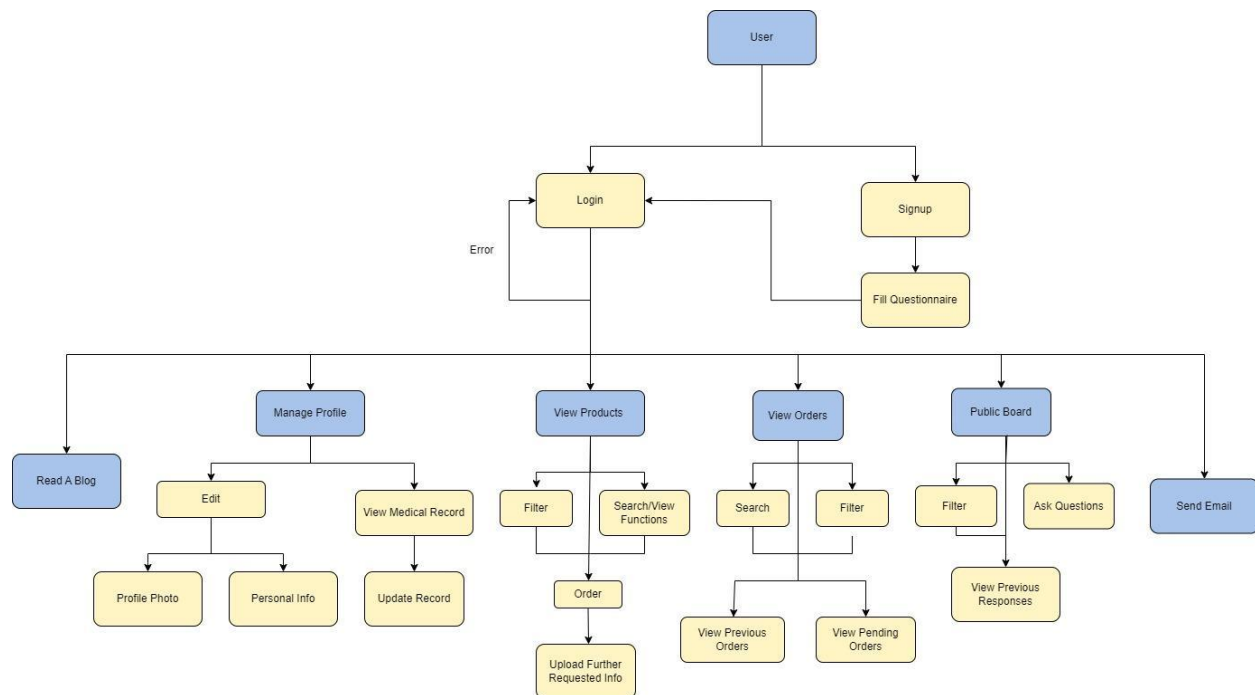 User
Login
Signup
Error
Fill Questionnaire
Manage Profile
View Products
View Orders
Public Board
Read A Blog
Edit
View Medical Record
Filter
Search/View
Functions
Search
Filter
Filter
Ask Questions
Send Email
Profile Photo
Personal Info
Update Record
Order
View Previous
Responses
Upload Further
Requested Info
View Previous
Orders
View Pending
Orders